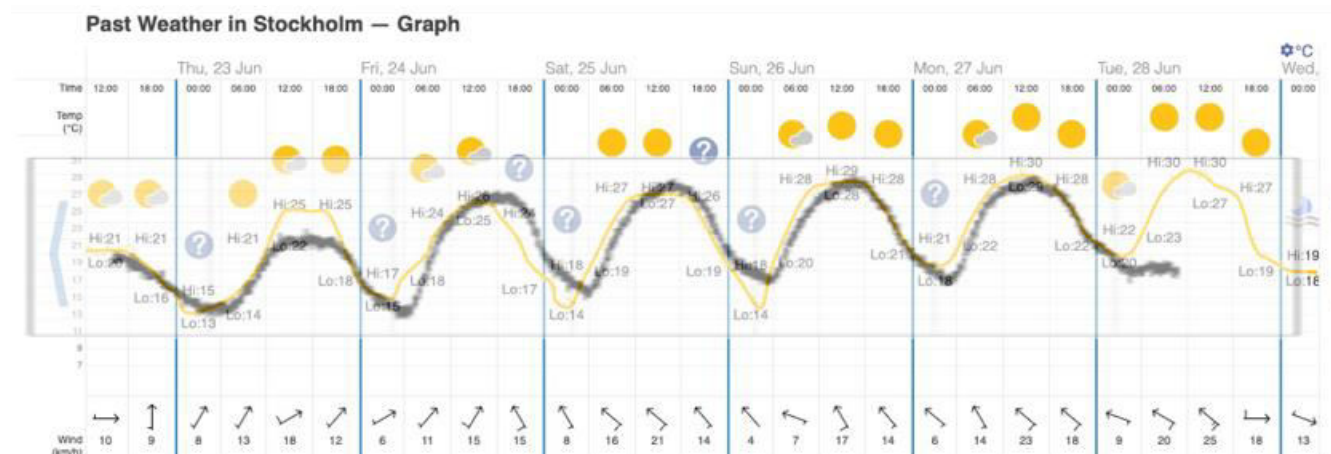 Past Weather in Stockholm — Graph
°C
Thu, 23 Jun Fri, 24 Jun Sat, 25 Jun Sun, 26 Jun Mon, 27 Jun Tue, 28 Jun Wed,
Time 12:00 18:00 00:00 06:00 12:00 18:00 00:00 06:00 12:00 18:00 00:00 06:00 12:00 18:00 00:00 06:00 12:00 18:00 00:00 06:00 12:00 18:00 00:00 06:00 12:00 18:00 00:00
Temp
(°C)
Hi:21 Hi:21 Hi:15 Hi:21 Hi:25 Hi:25 Hi:17 Hi:24 Hi:26 Hi:18 Hi:27 Hi:27 Hi:26 Hi:18 Hi:28 Hi:29 Hi:28 Hi:21 Hi:28 Hi:30 Hi:28 Hi:22 Hi:30 Hi:30 Hi:27 Hi:19
Lo:20 Lo:16 Lo:13 Lo:14 Lo:22 Lo:18 Lo:15 Lo:18 Lo:25 Lo:17 Lo:14 Lo:19 Lo:27 Lo:19 Lo:14 Lo:20 Lo:28 Lo:21 Lo:18 Lo:22 Lo:29 Lo:22 Lo:20 Lo:23 Lo:27 Lo:19 Lo:18
Wind 10 9 8 13 18 12 6 11 15 15 8 16 21 14 4 7 17 14 6 14 23 18 9 20 25 18 13
(km/h)